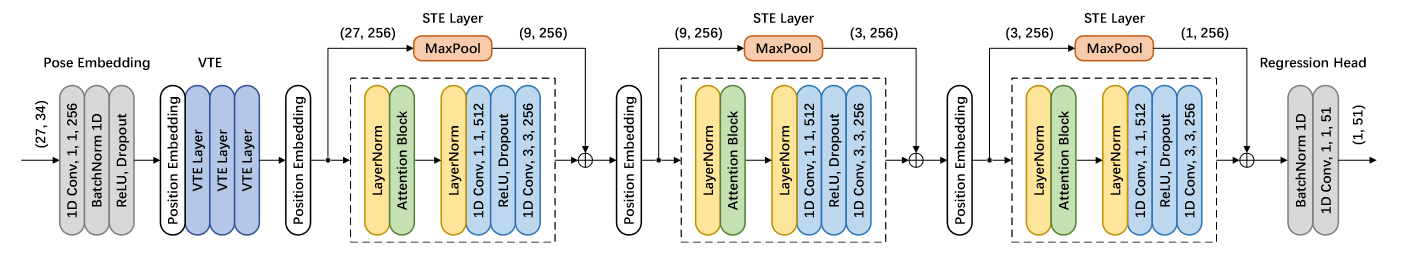 Pose Embedding
(27, 34)
1D Conv, 1, 1, 256
BatchNorm 1D
ReLU, Dropout
VTE
Position Embedding
VTE Layer
VTE Layer
VTE Layer
Position Embedding
STE Layer
(27, 256)
MaxPool
(9, 256)
LayerNorm
Attention Block
LayerNorm
1D Conv, 1, 1, 512
ReLU, Dropout
1D Conv, 3, 3, 256
Position Embedding
STE Layer
(9, 256)
MaxPool
(3, 256)
LayerNorm
Attention Block
LayerNorm
1D Conv, 1, 1, 512
ReLU, Dropout
1D Conv, 3, 3, 256
Position Embedding
STE Layer
(3, 256)
MaxPool
(1, 256)
LayerNorm
Attention Block
LayerNorm
1D Conv, 1, 1, 512
ReLU, Dropout
1D Conv, 3, 3, 256
Regression Head
BatchNorm 1D
1D Conv, 1, 1, 51
(1, 51)